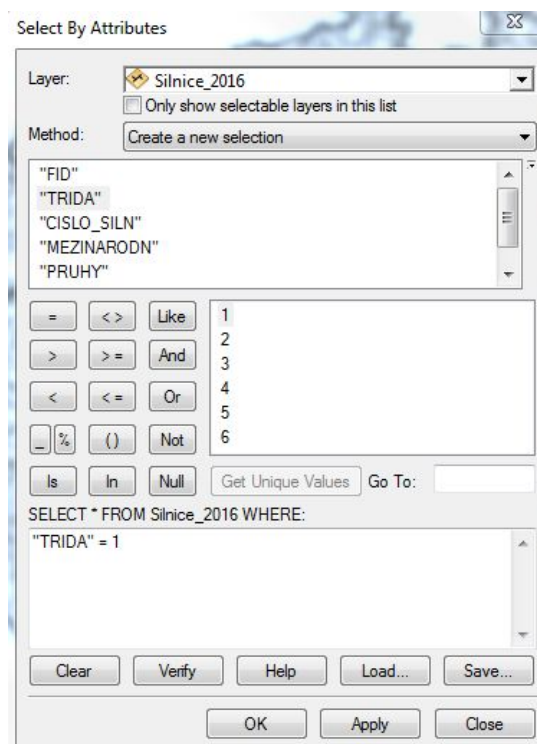 Select By Attributes
Layer: Silnice_2016
Only show selectable layers in this list
Method: Create a new selection
"FID"
"TRIDA"
"CISLO_SILN"
"MEZINARODN"
"PRUHY"
= < > Like
> > = And
< < = Or
_ % () Not
Is In Null
1
2
3
4
5
6
Get Unique Values Go To:
SELECT * FROM Silnice_2016 WHERE:
"TRIDA" = 1
Clear Verify Help Load... Save...
OK Apply Close